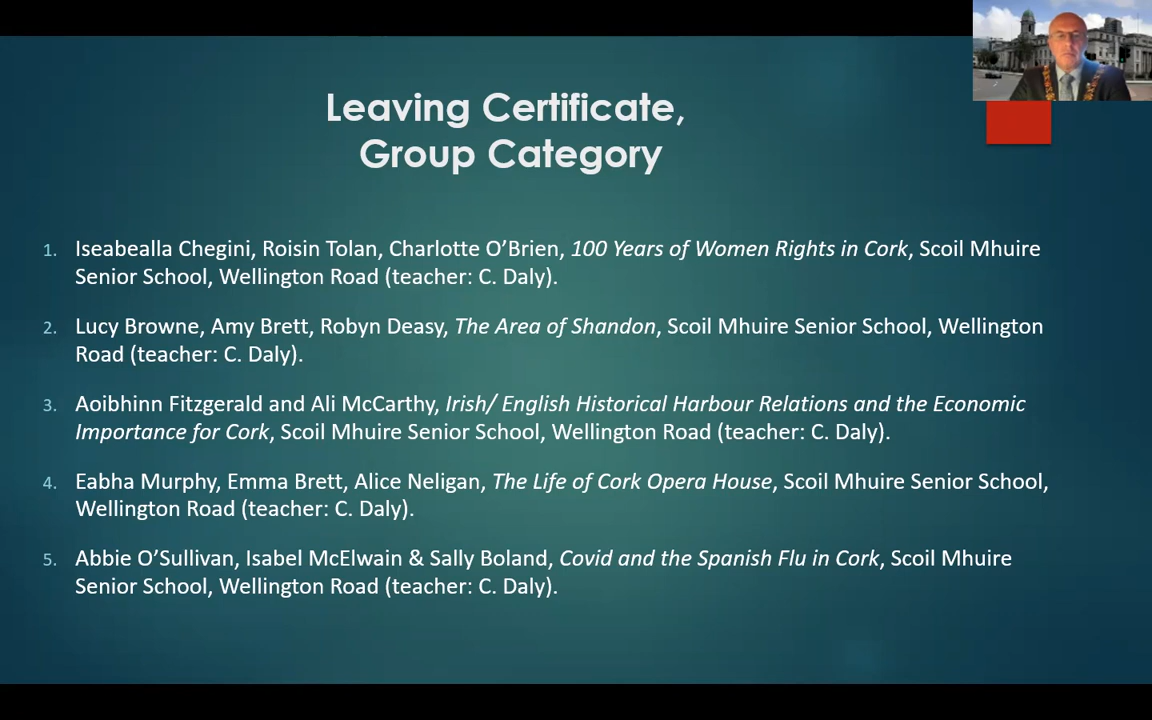 Leaving Certificate,
Group Category
1. Iseabealla Chegini, Roisin Tolan, Charlotte O’Brien, 100 Years of Women Rights in Cork, Scoil Mhuire
Senior School, Wellington Road (teacher: C. Daly).
2. Lucy Browne, Amy Brett, Robyn Deasy, The Area of Shandon, Scoil Mhuire Senior School, Wellington
Road (teacher: C. Daly).
3. Aoibhinn Fitzgerald and Ali McCarthy, Irish/ English Historical Harbour Relations and the Economic
Importance for Cork, Scoil Mhuire Senior School, Wellington Road (teacher: C. Daly).
4. Eabha Murphy, Emma Brett, Alice Neligan, The Life of Cork Opera House, Scoil Mhuire Senior School,
Wellington Road (teacher: C. Daly).
5. Abbie O’Sullivan, Isabel McElwain & Sally Boland, Covid and the Spanish Flu in Cork, Scoil Mhuire
Senior School, Wellington Road (teacher: C. Daly).